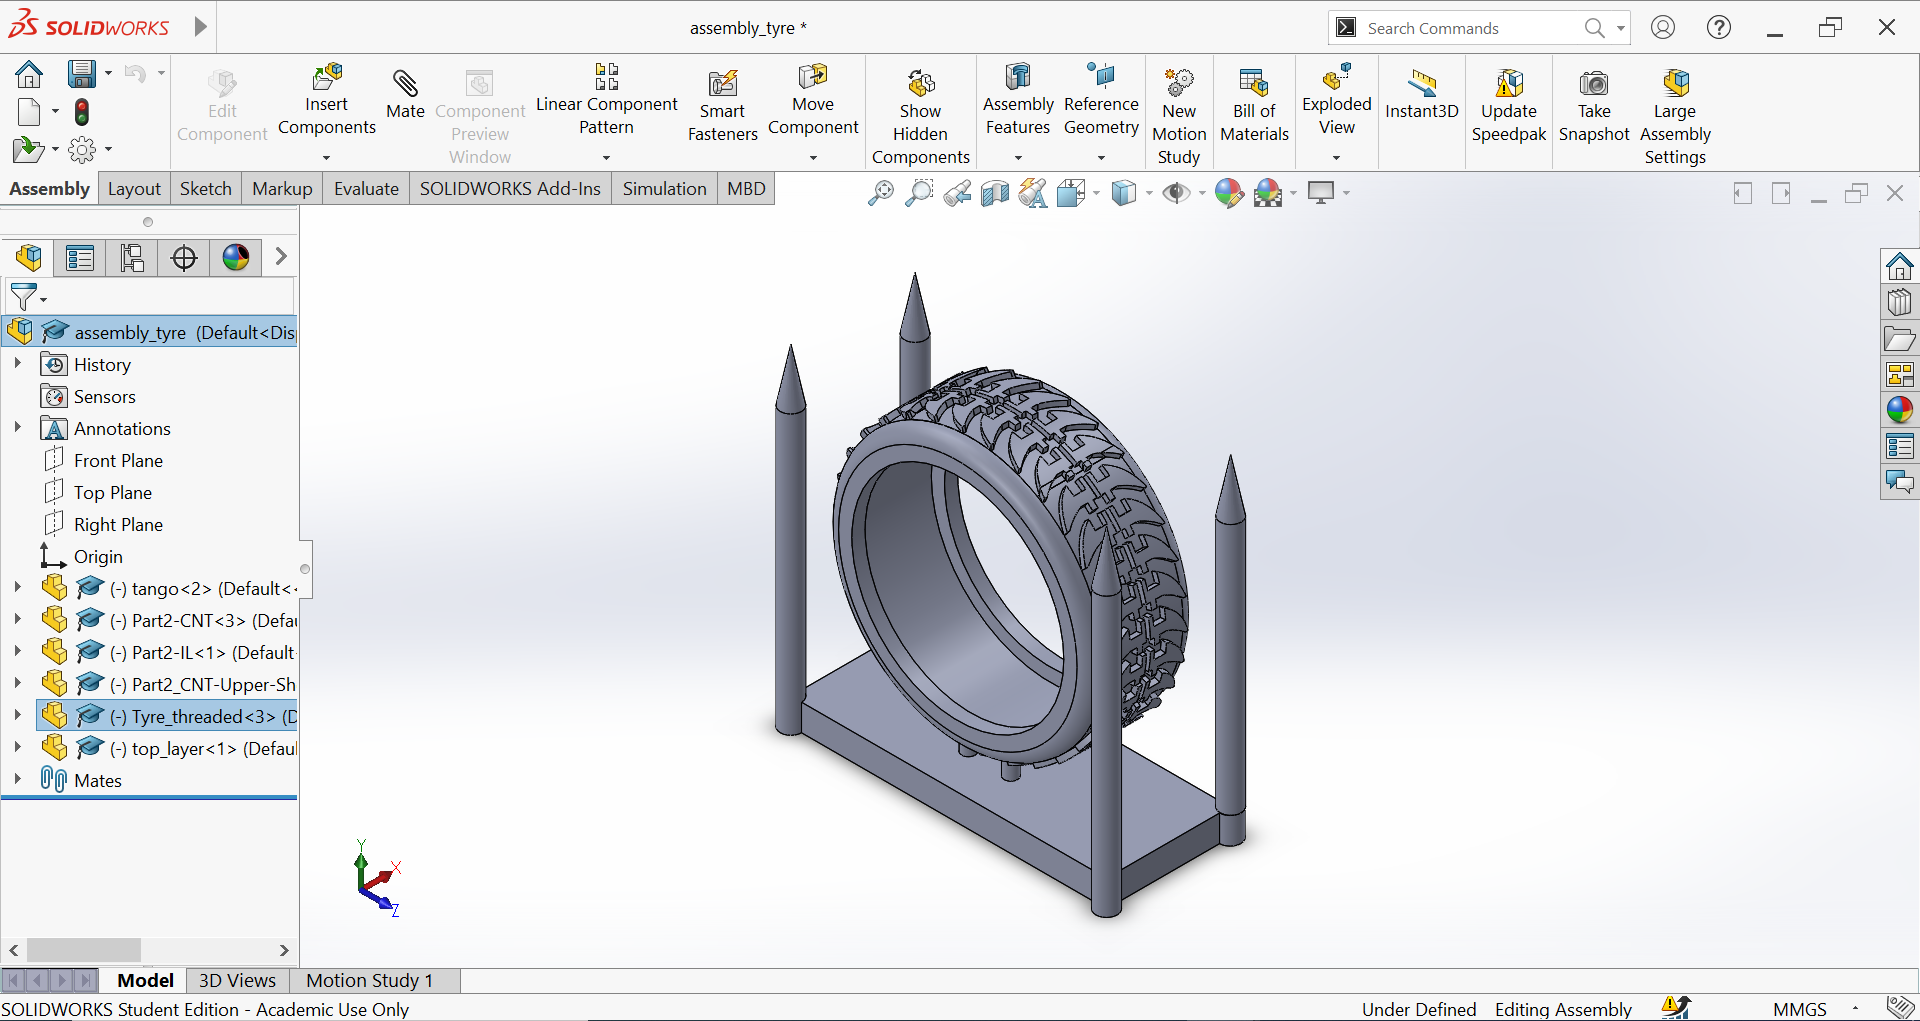 SOLIDWORKS
assembly_tyre *
Search Commands
Edit Component
Insert Components
Mate
Component Preview Window
Linear Component Pattern
Smart Fasteners
Move Component
Show Hidden Components
Assembly Features
Reference Geometry
New Motion Study
Bill of Materials
Exploded View
Instant3D
Update Speedpak
Take Snapshot
Large Assembly Settings
Assembly
Layout
Sketch
Markup
Evaluate
SOLIDWORKS Add-Ins
Simulation
MBD
assembly_tyre (Default<Dis
History
Sensors
Annotations
Front Plane
Top Plane
Right Plane
Origin
(-) tango<2> (Default<
(-) Part2-CNT<3> (Defau
(-) Part2-IL<1> (Default
(-) Part2_CNT-Upper-Sh
(-) Tyre_threaded<3> (D
(-) top_layer<1> (Defaul
Mates
Y
X
Z
Model
3D Views
Motion Study 1
SOLIDWORKS Student Edition - Academic Use Only
Under Defined
Editing Assembly
MMGS